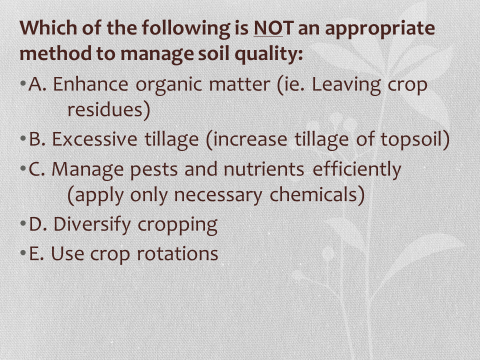 Which of the following is NOT an appropriate
method to manage soil quality:
•A. Enhance organic matter (ie. Leaving crop
residues)
•B. Excessive tillage (increase tillage of topsoil)
•C. Manage pests and nutrients efficiently
(apply only necessary chemicals)
•D. Diversify cropping
•E. Use crop rotations